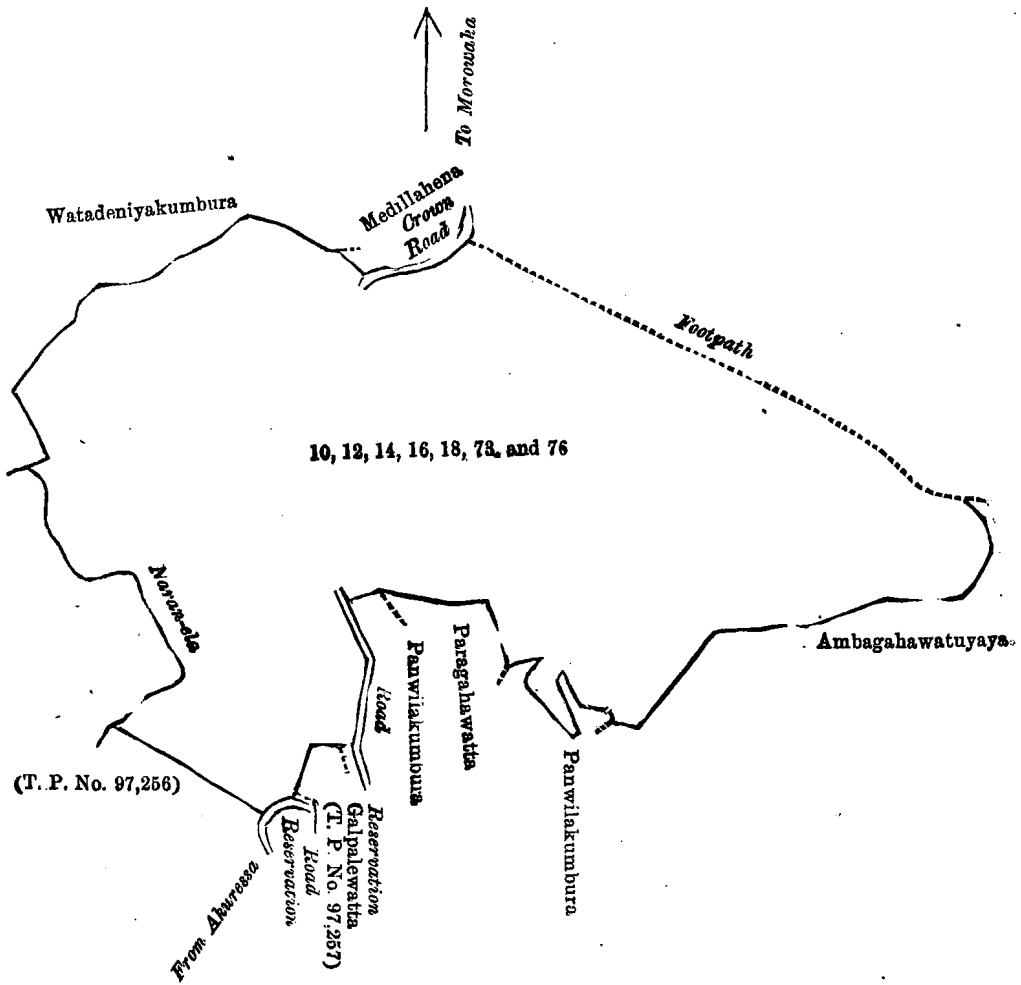 To Morowaka
Watadeniyakumbura
Medillahena
Crown
Road
Footpath
10, 12, 14, 16, 18, 73. and 76
Naran-ela
Ambagahawatuyaya
Road
Panwilakumbura
Paragahawatta
Panwilakumbura
(T. P. No. 97,256)
Reservation
Galpalewatta
(T. P. No. 97,257)
Road
Reservation
From Akuressa